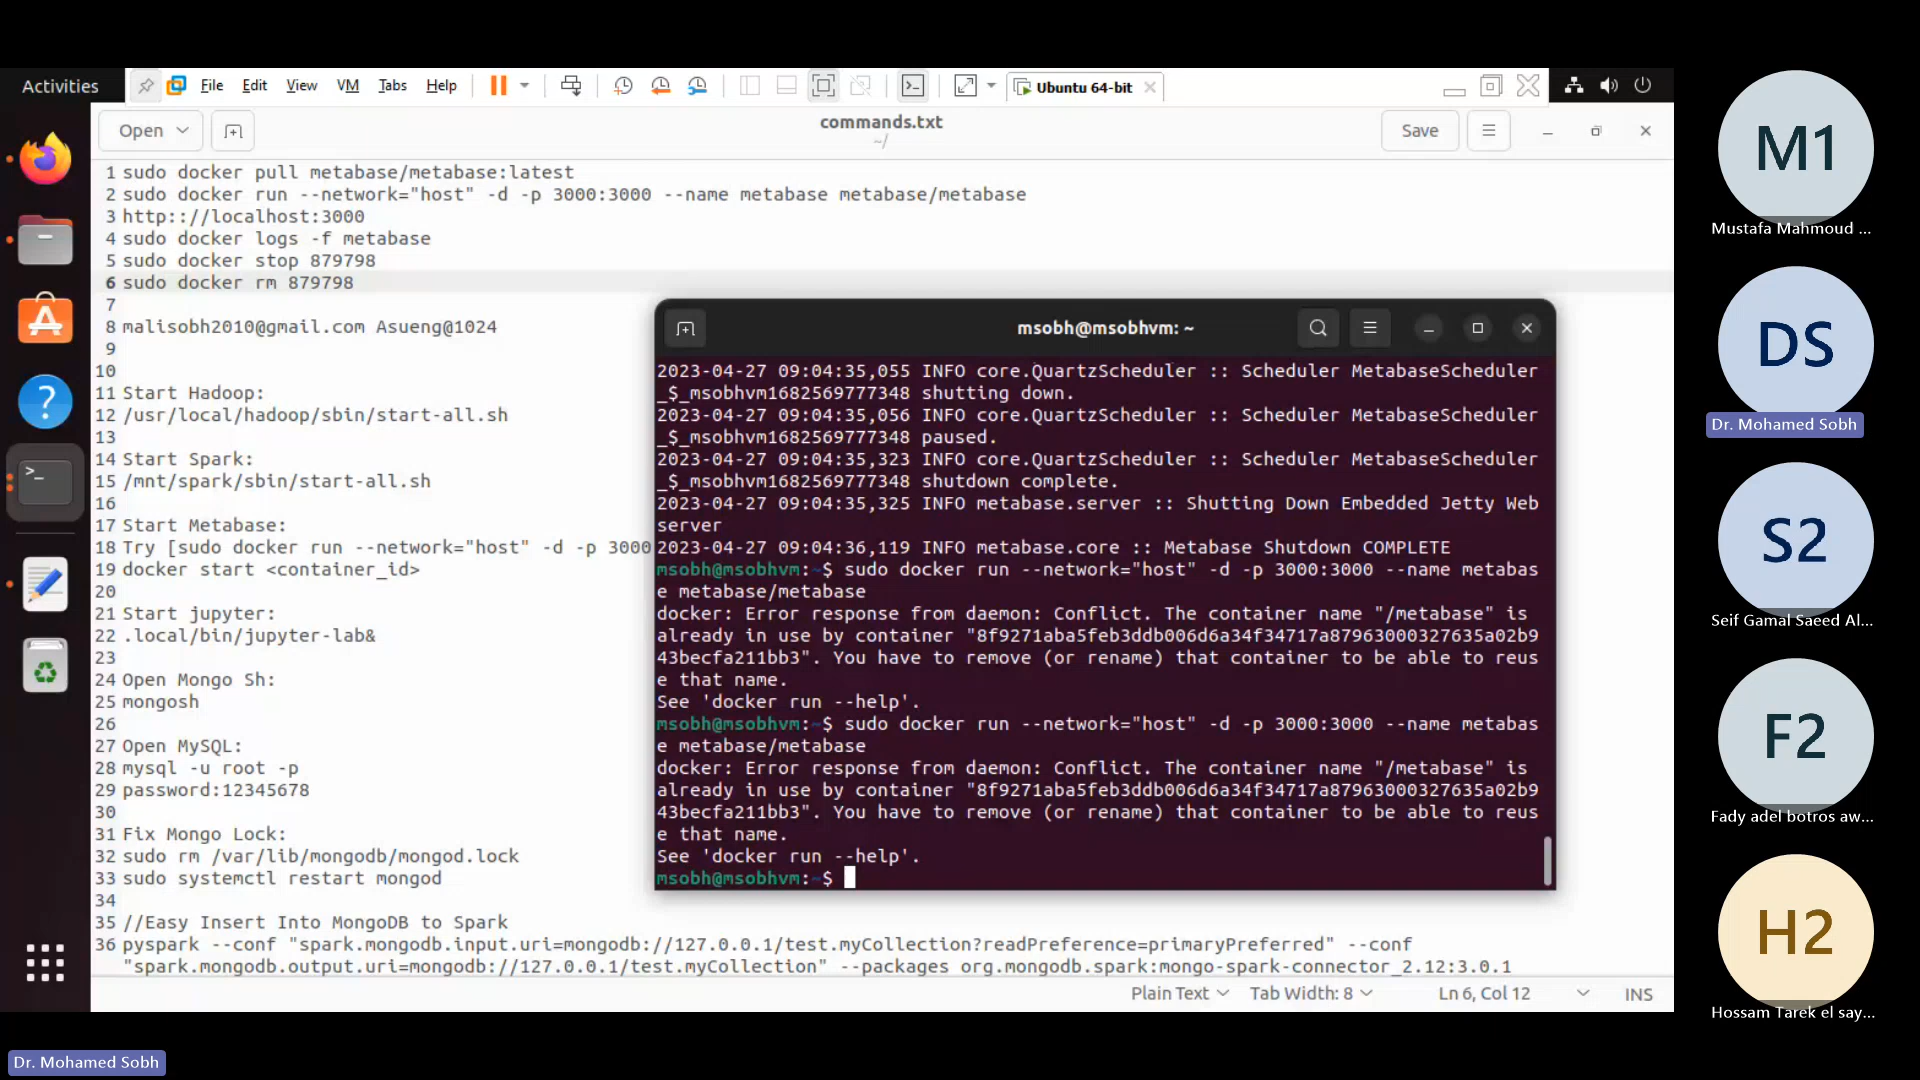 Activities
File Edit View VM Tabs Help
Ubuntu 64-bit
Open
commands.txt
~/
Save
1 sudo docker pull metabase/metabase:latest
2 sudo docker run --network="host" -d -p 3000:3000 --name metabase metabase/metabase
3 http:://localhost:3000
4 sudo docker logs -f metabase
5 sudo docker stop 879798
6 sudo docker rm 879798
7
8 malisobh2010@gmail.com Asueng@1024
9
10
11 Start Hadoop:
12 /usr/local/hadoop/sbin/start-all.sh
13
14 Start Spark:
15 /mnt/spark/sbin/start-all.sh
16
17 Start Metabase:
18 Try [sudo docker run --network="host" -d -p 3000
19 docker start <container_id>
20
21 Start jupyter:
22 .local/bin/jupyter-lab&
23
24 Open Mongo Sh:
25 mongosh
26
27 Open MySQL:
28 mysql -u root -p
29 password:12345678
30
31 Fix Mongo Lock:
32 sudo rm /var/lib/mongodb/mongod.lock
33 sudo systemctl restart mongod
34
35 //Easy Insert Into MongoDB to Spark
36 pyspark --conf "spark.mongodb.input.uri=mongodb://127.0.0.1/test.myCollection?readPreference=primaryPreferred" --conf
"spark.mongodb.output.uri=mongodb://127.0.0.1/test.myCollection" --packages org.mongodb.spark:mongo-spark-connector_2.12:3.0.1
Plain Text Tab Width: 8 Ln 6, Col 12 INS
msobh@msobhvm: ~
2023-04-27 09:04:35,055 INFO core.QuartzScheduler :: Scheduler MetabaseScheduler
_$_msobhvm1682569777348 shutting down.
2023-04-27 09:04:35,056 INFO core.QuartzScheduler :: Scheduler MetabaseScheduler
_$_msobhvm1682569777348 paused.
2023-04-27 09:04:35,323 INFO core.QuartzScheduler :: Scheduler MetabaseScheduler
_$_msobhvm1682569777348 shutdown complete.
2023-04-27 09:04:35,325 INFO metabase.server :: Shutting Down Embedded Jetty Web
server
2023-04-27 09:04:36,119 INFO metabase.core :: Metabase Shutdown COMPLETE
msobh@msobhvm:~$ sudo docker run --network="host" -d -p 3000:3000 --name metabas
e metabase/metabase
docker: Error response from daemon: Conflict. The container name "/metabase" is
already in use by container "8f9271aba5feb3ddb006d6a34f34717a87963000327635a02b9
43becfa211bb3". You have to remove (or rename) that container to be able to reus
e that name.
See 'docker run --help'.
msobh@msobhvm:~$ sudo docker run --network="host" -d -p 3000:3000 --name metabas
e metabase/metabase
docker: Error response from daemon: Conflict. The container name "/metabase" is
already in use by container "8f9271aba5feb3ddb006d6a34f34717a87963000327635a02b9
43becfa211bb3". You have to remove (or rename) that container to be able to reus
e that name.
See 'docker run --help'.
msobh@msobhvm:~$
M1
Mustafa Mahmoud ...
DS
Dr. Mohamed Sobh
S2
Seif Gamal Saeed Al...
F2
Fady adel botros aw...
H2
Hossam Tarek el say...
Dr. Mohamed Sobh